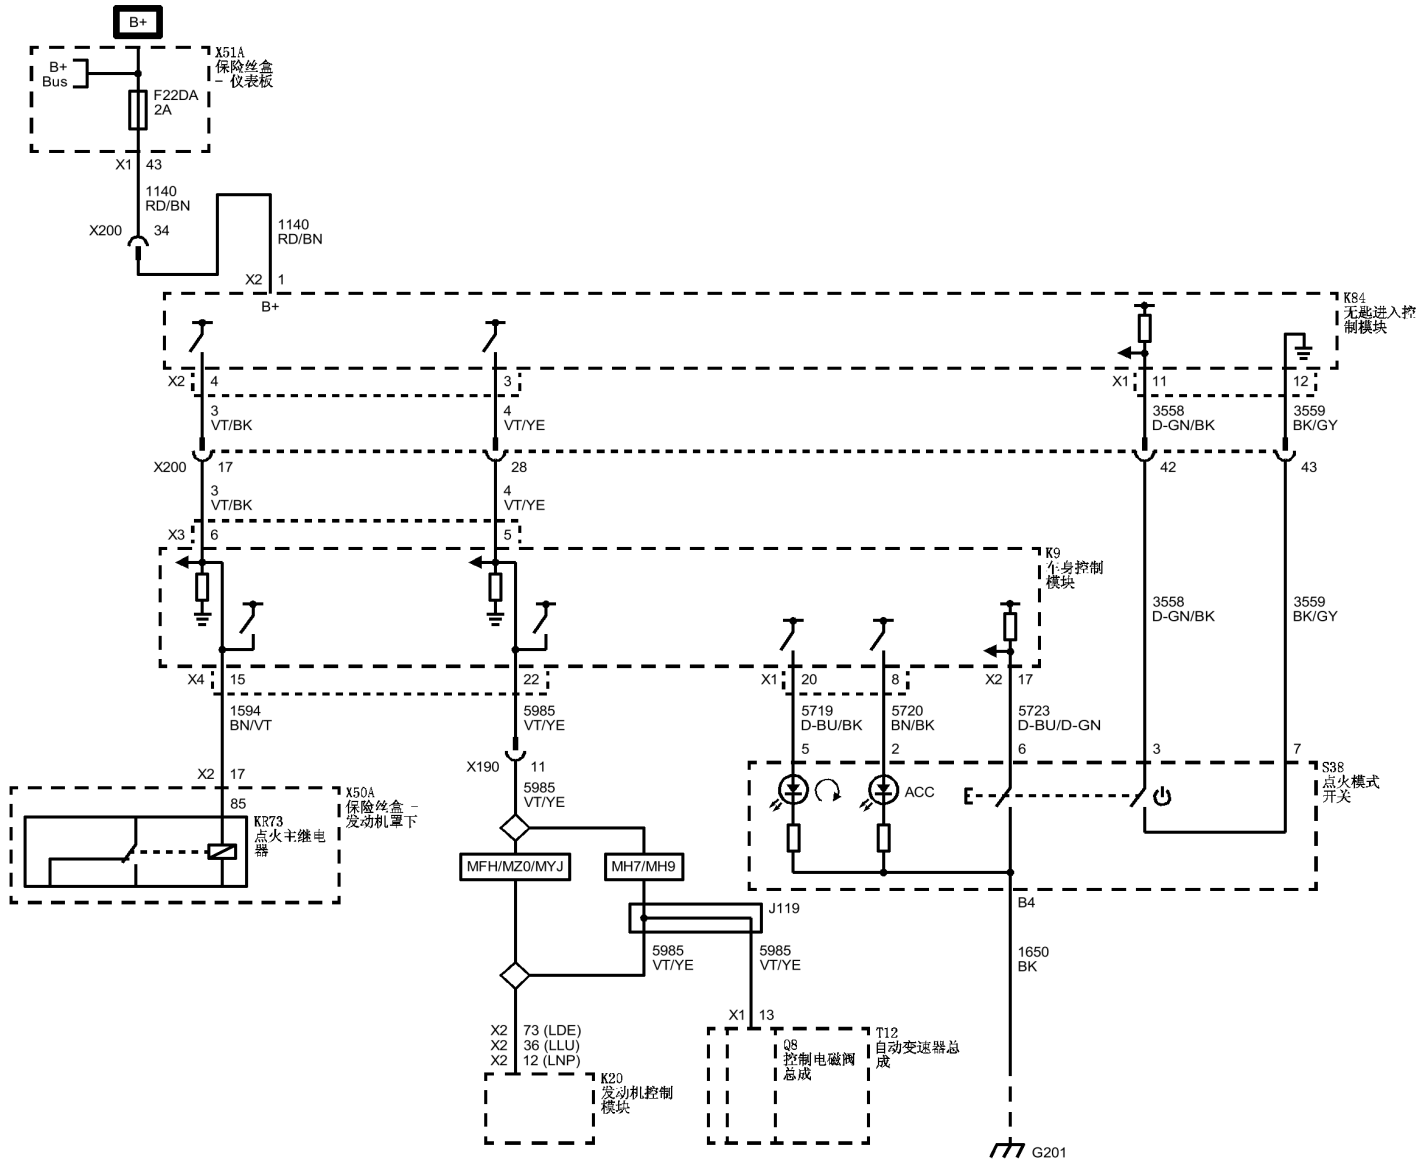 B+
X51A
保险丝盒
- 仪表板
B+
Bus
F22DA
2A
X1 43
1140
RD/BN
X200 34
1140
RD/BN
X2 1
B+
K84
无匙进入控
制模块
X2 4 3 X1 11 12
3
VT/BK
4
VT/YE
3558
D-GN/BK
3559
BK/GY
X200 17 28 42 43
3
VT/BK
4
VT/YE
X3 6 5
K9
车身控制
模块
3558
D-GN/BK
3559
BK/GY
X4 15 22 X1 20 8 X2 17
1594
BN/VT
5985
VT/YE
5719
D-BU/BK
5720
BN/BK
5723
D-BU/D-GN
5 2 6 3 7
X190 11
S38
点火模式
开关
X2 17
X50A
保险丝盒 -
发动机罩下
5985
VT/YE
ACC
85
KR73
点火主继电
器
MFH/MZ0/MYJ MH7/MH9
J119
B4
5985
VT/YE
5985
VT/YE
1650
BK
X1 13
X2 73 (LDE)
X2 36 (LLU)
X2 12 (LNP)
Q8
控制电磁阀
总成
T12
自动变速器总
成
K20
发动机控制
模块
G201